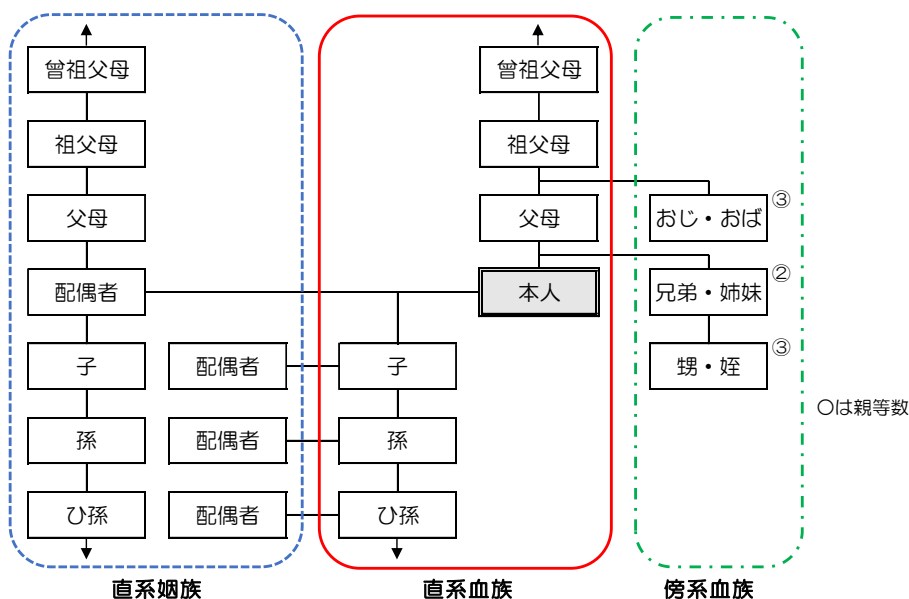 曾祖父母
曾祖父母
祖父母
祖父母
父母
父母
おじ・おば
③
配偶者
本人
兄弟・姉妹
②
子
配偶者
子
甥・姪
③
孫
配偶者
孫
ひ孫
配偶者
ひ孫
〇は親等数
直系姻族
直系血族
傍系血族